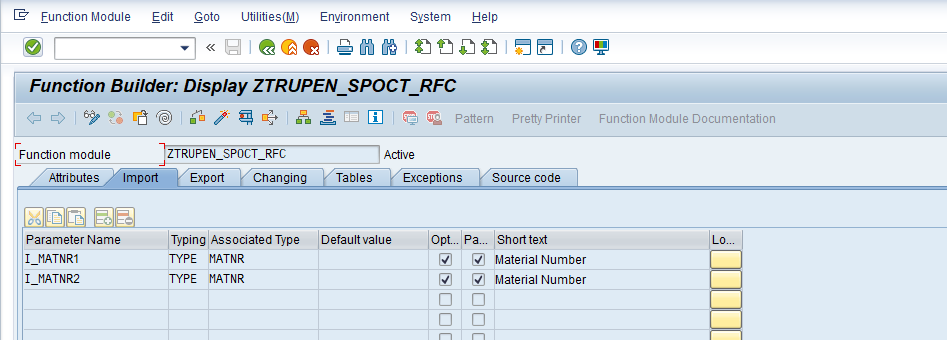 Function Module Edit Goto Utilities(M) Environment System Help
Function Builder: Display ZTRUPEN_SPOCT_RFC
Pattern Pretty Printer Function Module Documentation
Function module ZTRUPEN_SPOCT_RFC Active
Attributes Import Export Changing Tables Exceptions Source code
Parameter Name Typing Associated Type Default value Opt... Pa... Short text Lo...
I_MATNR1 TYPE MATNR Material Number
I_MATNR2 TYPE MATNR Material Number